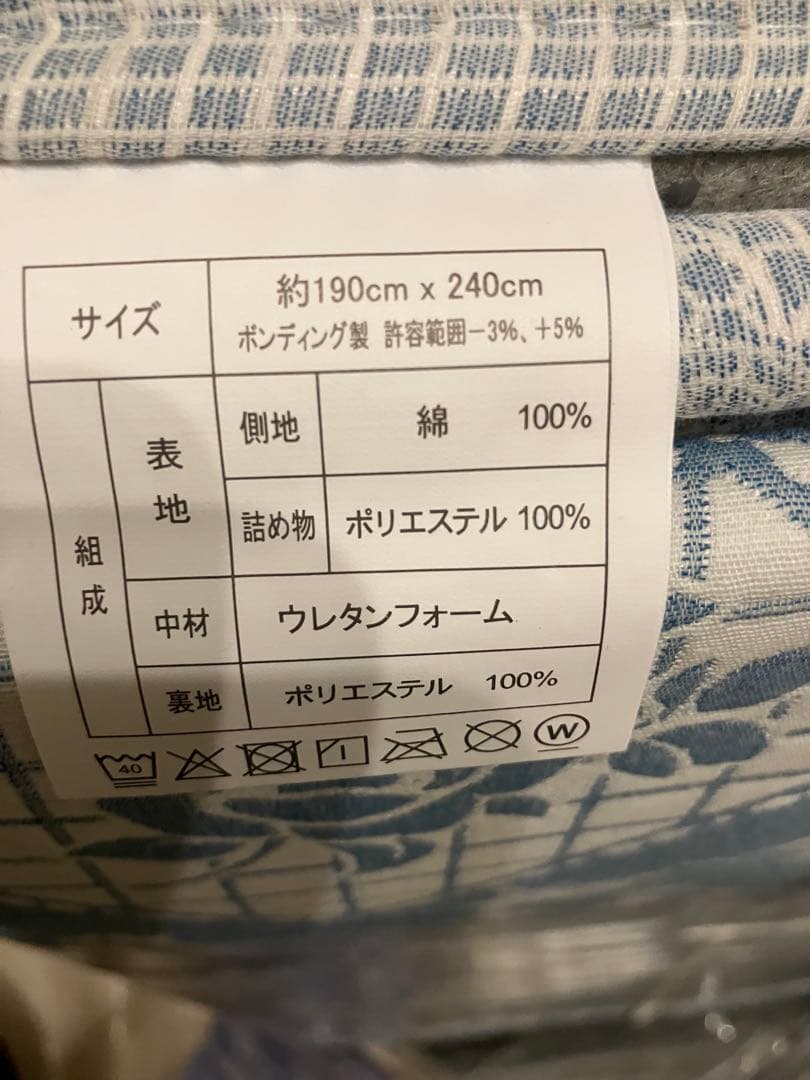 サイズ 約190cm x 240cm
ボンディング製 許容範囲−3%、+5%
組成
表地
側地 綿 100%
詰め物 ポリエステル 100%
中材 ウレタンフォーム
裏地 ポリエステル 100%
40 W